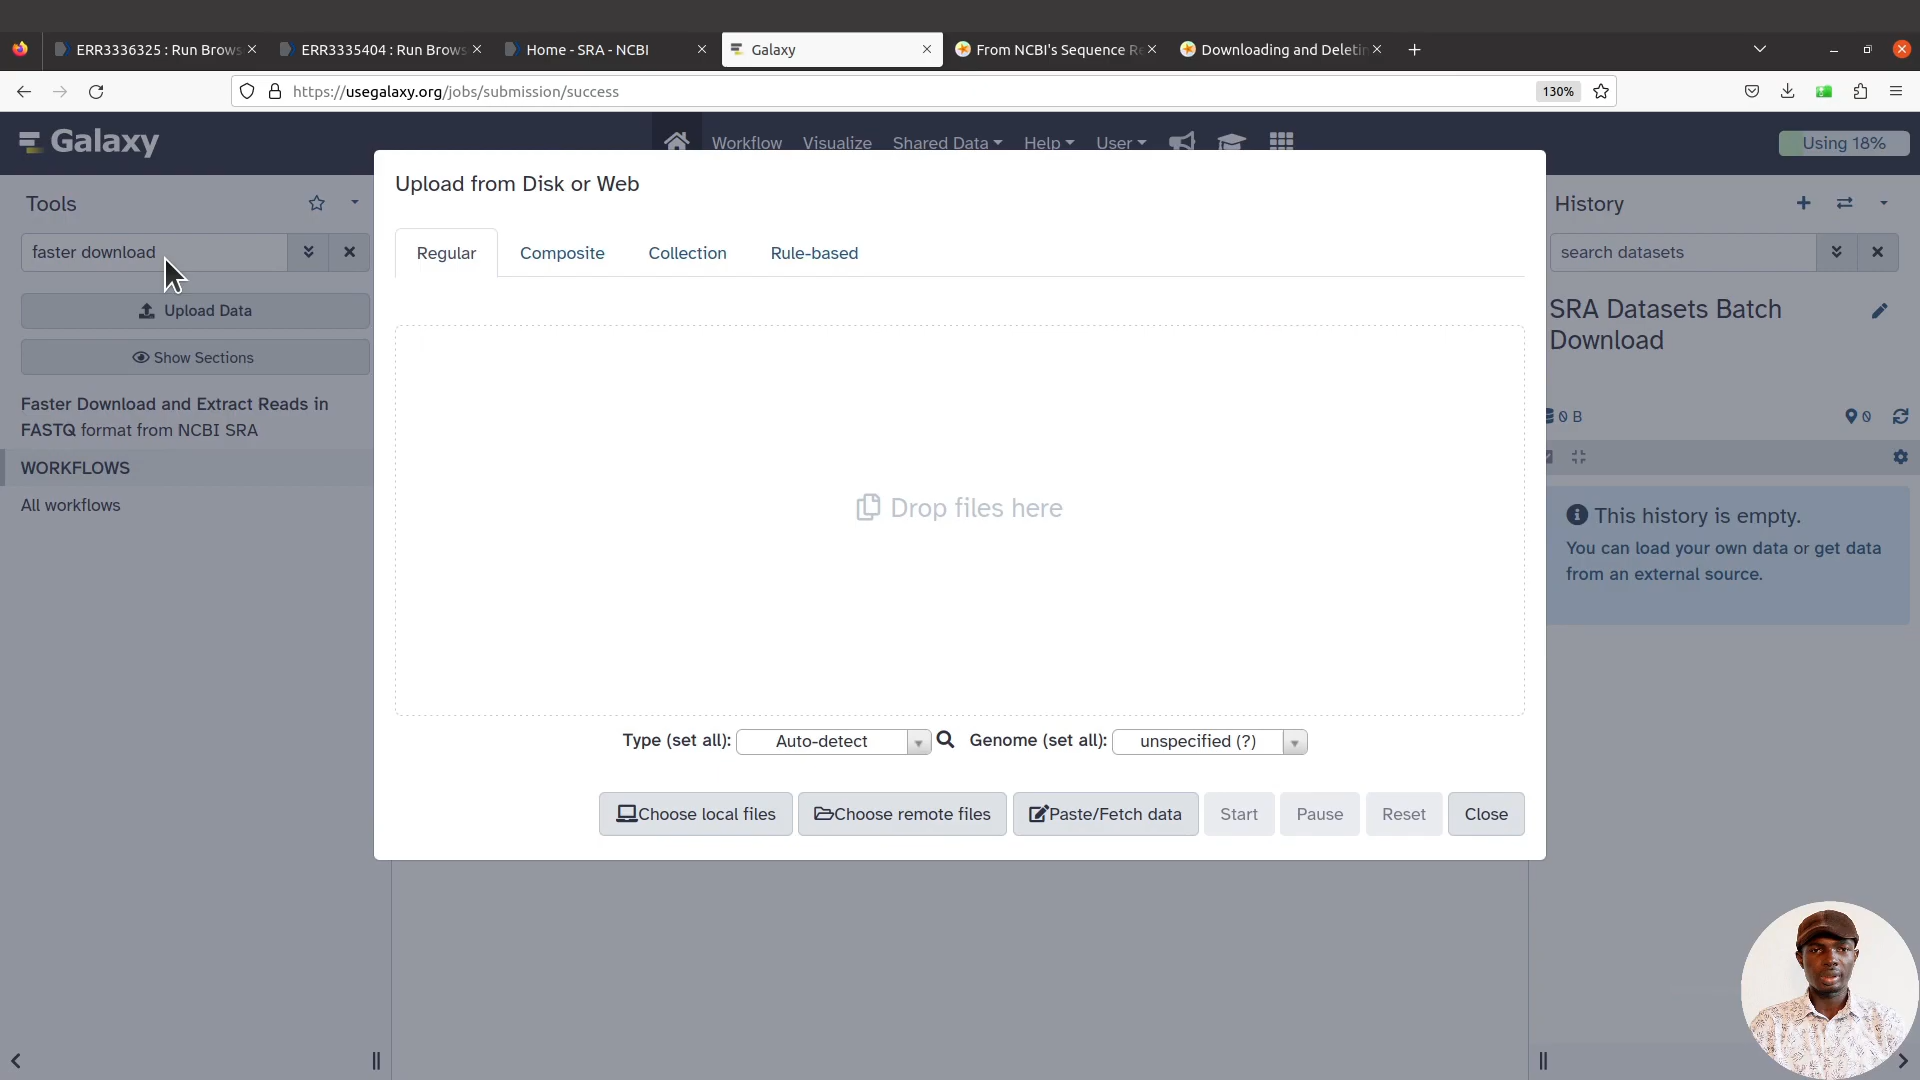 ERR3336325 : Run Brows
ERR3335404 : Run Brows
Home - SRA - NCBI
Galaxy
From NCBI's Sequence Re
Downloading and Deletin
https://usegalaxy.org/jobs/submission/success
130%
Galaxy
Workflow
Visualize
Shared Data
Help
User
Using 18%
Tools
faster download
Upload Data
Show Sections
Faster Download and Extract Reads in
FASTQ format from NCBI SRA
WORKFLOWS
All workflows
Upload from Disk or Web
Regular
Composite
Collection
Rule-based
Drop files here
Type (set all):
Auto-detect
Genome (set all):
unspecified (?)
Choose local files
Choose remote files
Paste/Fetch data
Start
Pause
Reset
Close
History
search datasets
SRA Datasets Batch
Download
0 B
0
This history is empty.
You can load your own data or get data
from an external source.